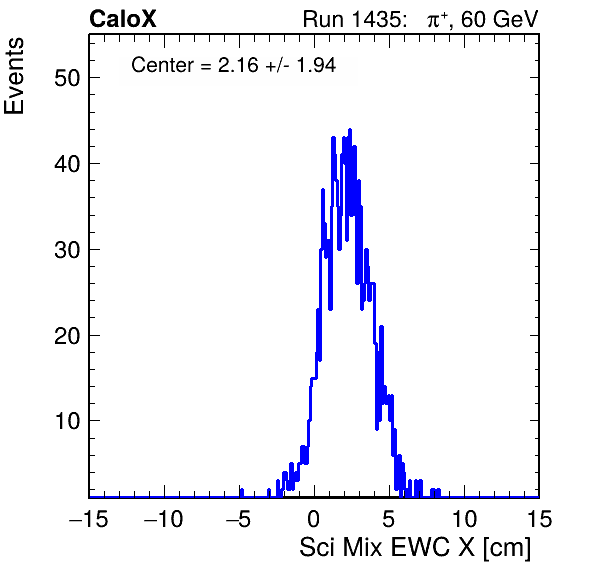 CaloX Run 1435: π⁺, 60 GeV
Events
Center = 2.16 +/- 1.94
50
40
30
20
10
−15 −10 −5 0 5 10 15
Sci Mix EWC X [cm]